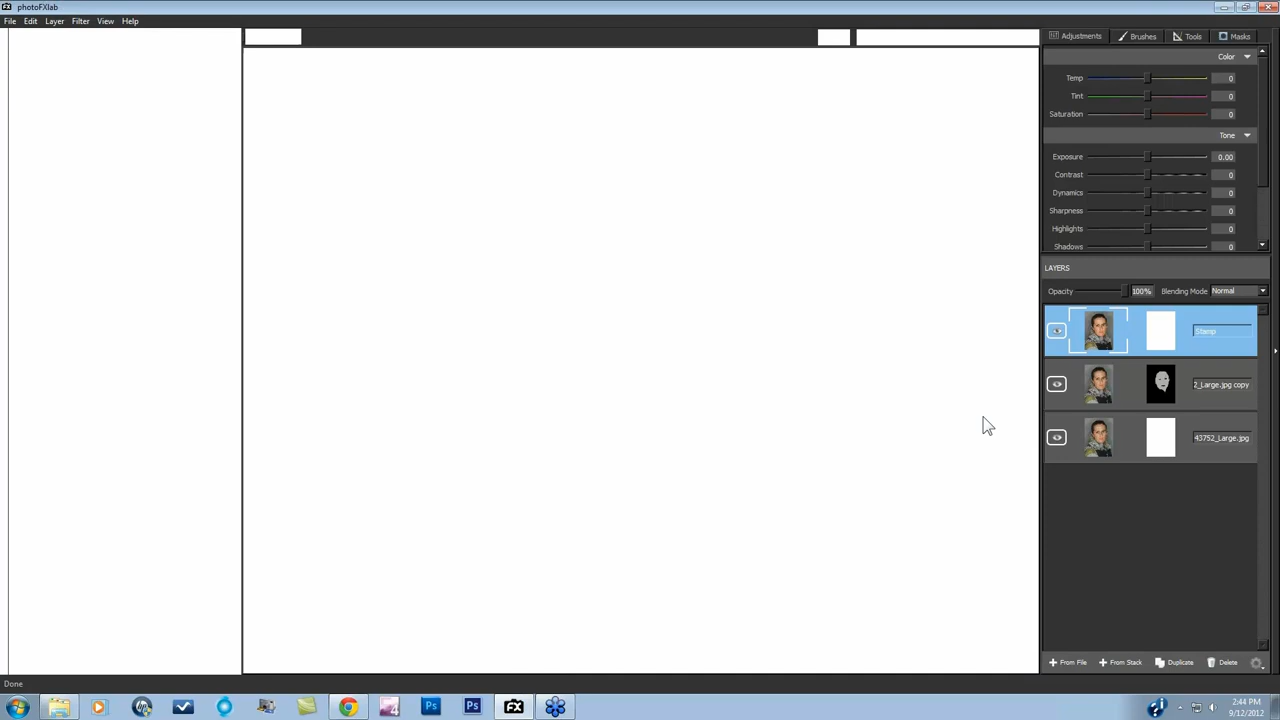 photoFXlab
File Edit Layer Filter View Help
Adjustments Brushes Tools Masks
Color
Temp 0
Tint 0
Saturation 0
Tone
Exposure 0.00
Contrast 0
Dynamics 0
Sharpness 0
Highlights 0
Shadows 0
LAYERS
Opacity 100% Blending Mode Normal
Stamp
2_Large.jpg copy
43752_Large.jpg
From File From Stack Duplicate Delete
Done
Ps Ps FX
2:44 PM
9/12/2012